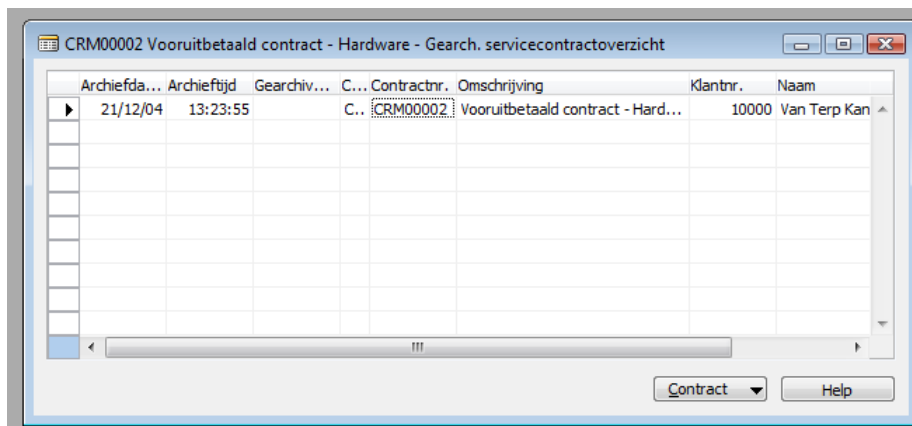 CRM00002 Vooruitbetaald contract - Hardware - Gearch. servicecontractoverzicht
Archiefda... Archieftijd Gearchiv... C... Contractnr. Omschrijving Klantnr. Naam
21/12/04 13:23:55 C... CRM00002 Vooruitbetaald contract - Hard... 10000 Van Terp Kan
Contract Help